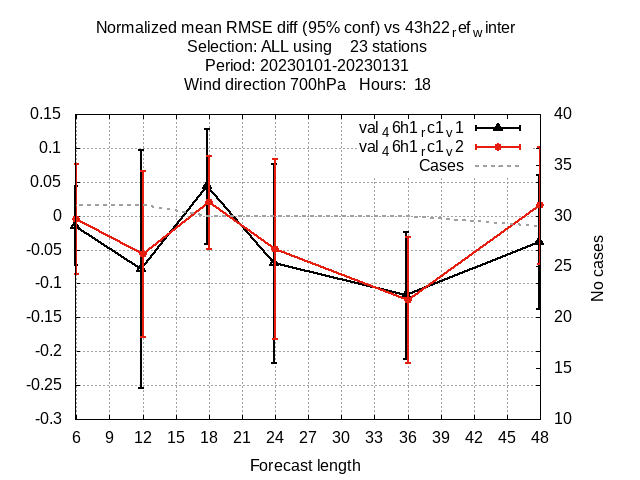 Normalized mean RMSE diff (95% conf) vs 43h22refwinter
Selection: ALL using 23 stations
Period: 20230101-20230131
Wind direction 700hPa Hours: 18
0.15
0.1
0.05
0
-0.05
-0.1
-0.15
-0.2
-0.25
-0.3
40
35
30
25
20
15
10
val46h1rc1v1
val46h1rc1v2
Cases
No cases
6 9 12 15 18 21 24 27 30 33 36 39 42 45 48
Forecast length